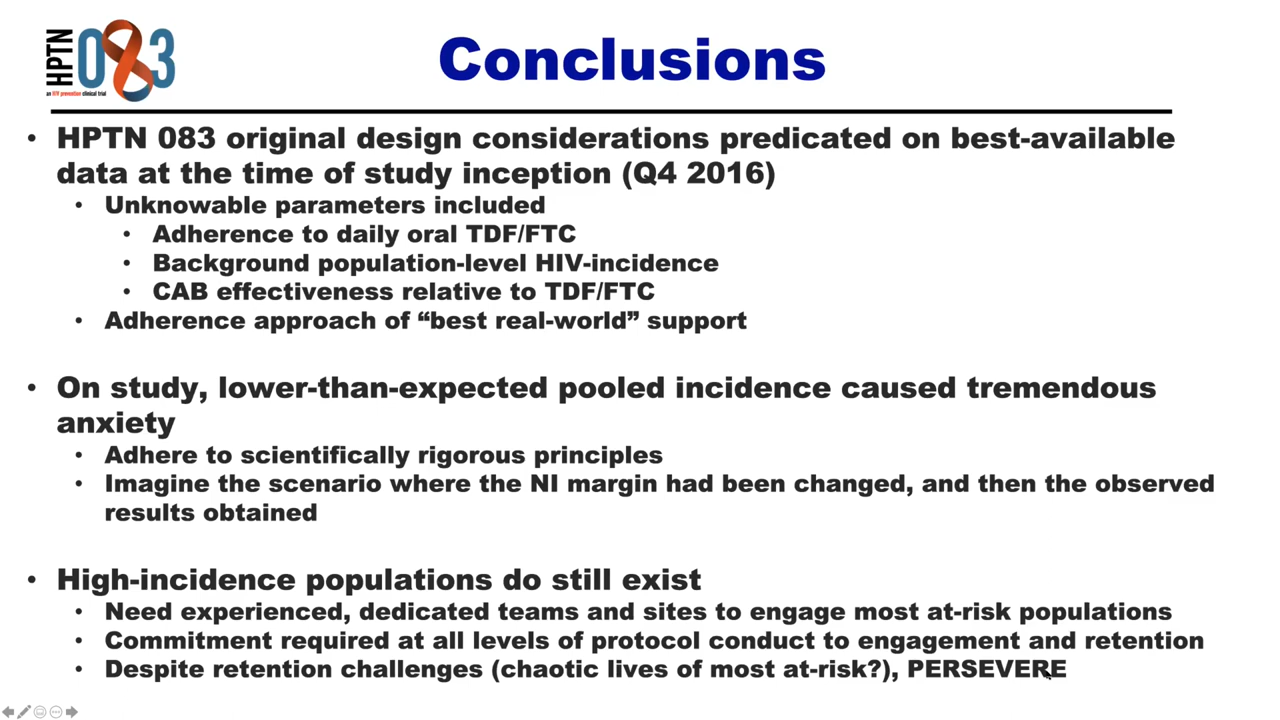 HPTN 083
an HIV prevention clinical trial
Conclusions
• HPTN 083 original design considerations predicated on best-available
data at the time of study inception (Q4 2016)
• Unknowable parameters included
• Adherence to daily oral TDF/FTC
• Background population-level HIV-incidence
• CAB effectiveness relative to TDF/FTC
• Adherence approach of “best real-world” support
• On study, lower-than-expected pooled incidence caused tremendous
anxiety
• Adhere to scientifically rigorous principles
• Imagine the scenario where the NI margin had been changed, and then the observed
results obtained
• High-incidence populations do still exist
• Need experienced, dedicated teams and sites to engage most at-risk populations
• Commitment required at all levels of protocol conduct to engagement and retention
• Despite retention challenges (chaotic lives of most at-risk?), PERSEVERE